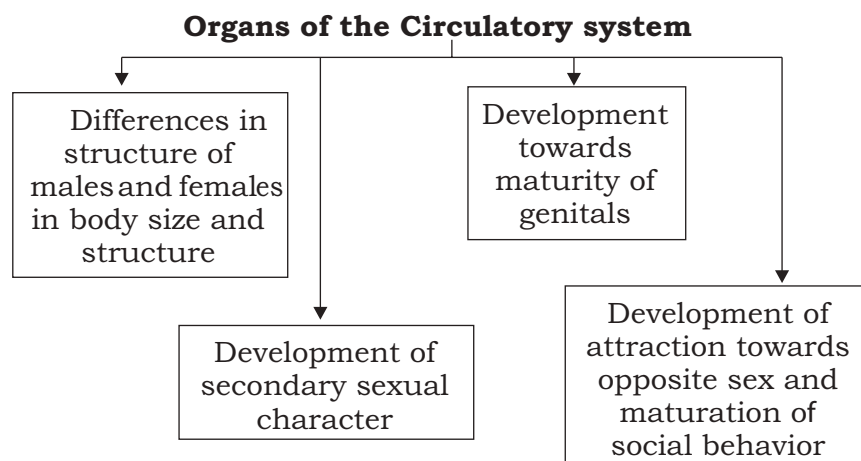 Organs of the Circulatory system
Differences in
structure of
males and females
in body size and
structure
Development of
secondary sexual
character
Development
towards
maturity of
genitals
Development of
attraction towards
opposite sex and
maturation of
social behavior